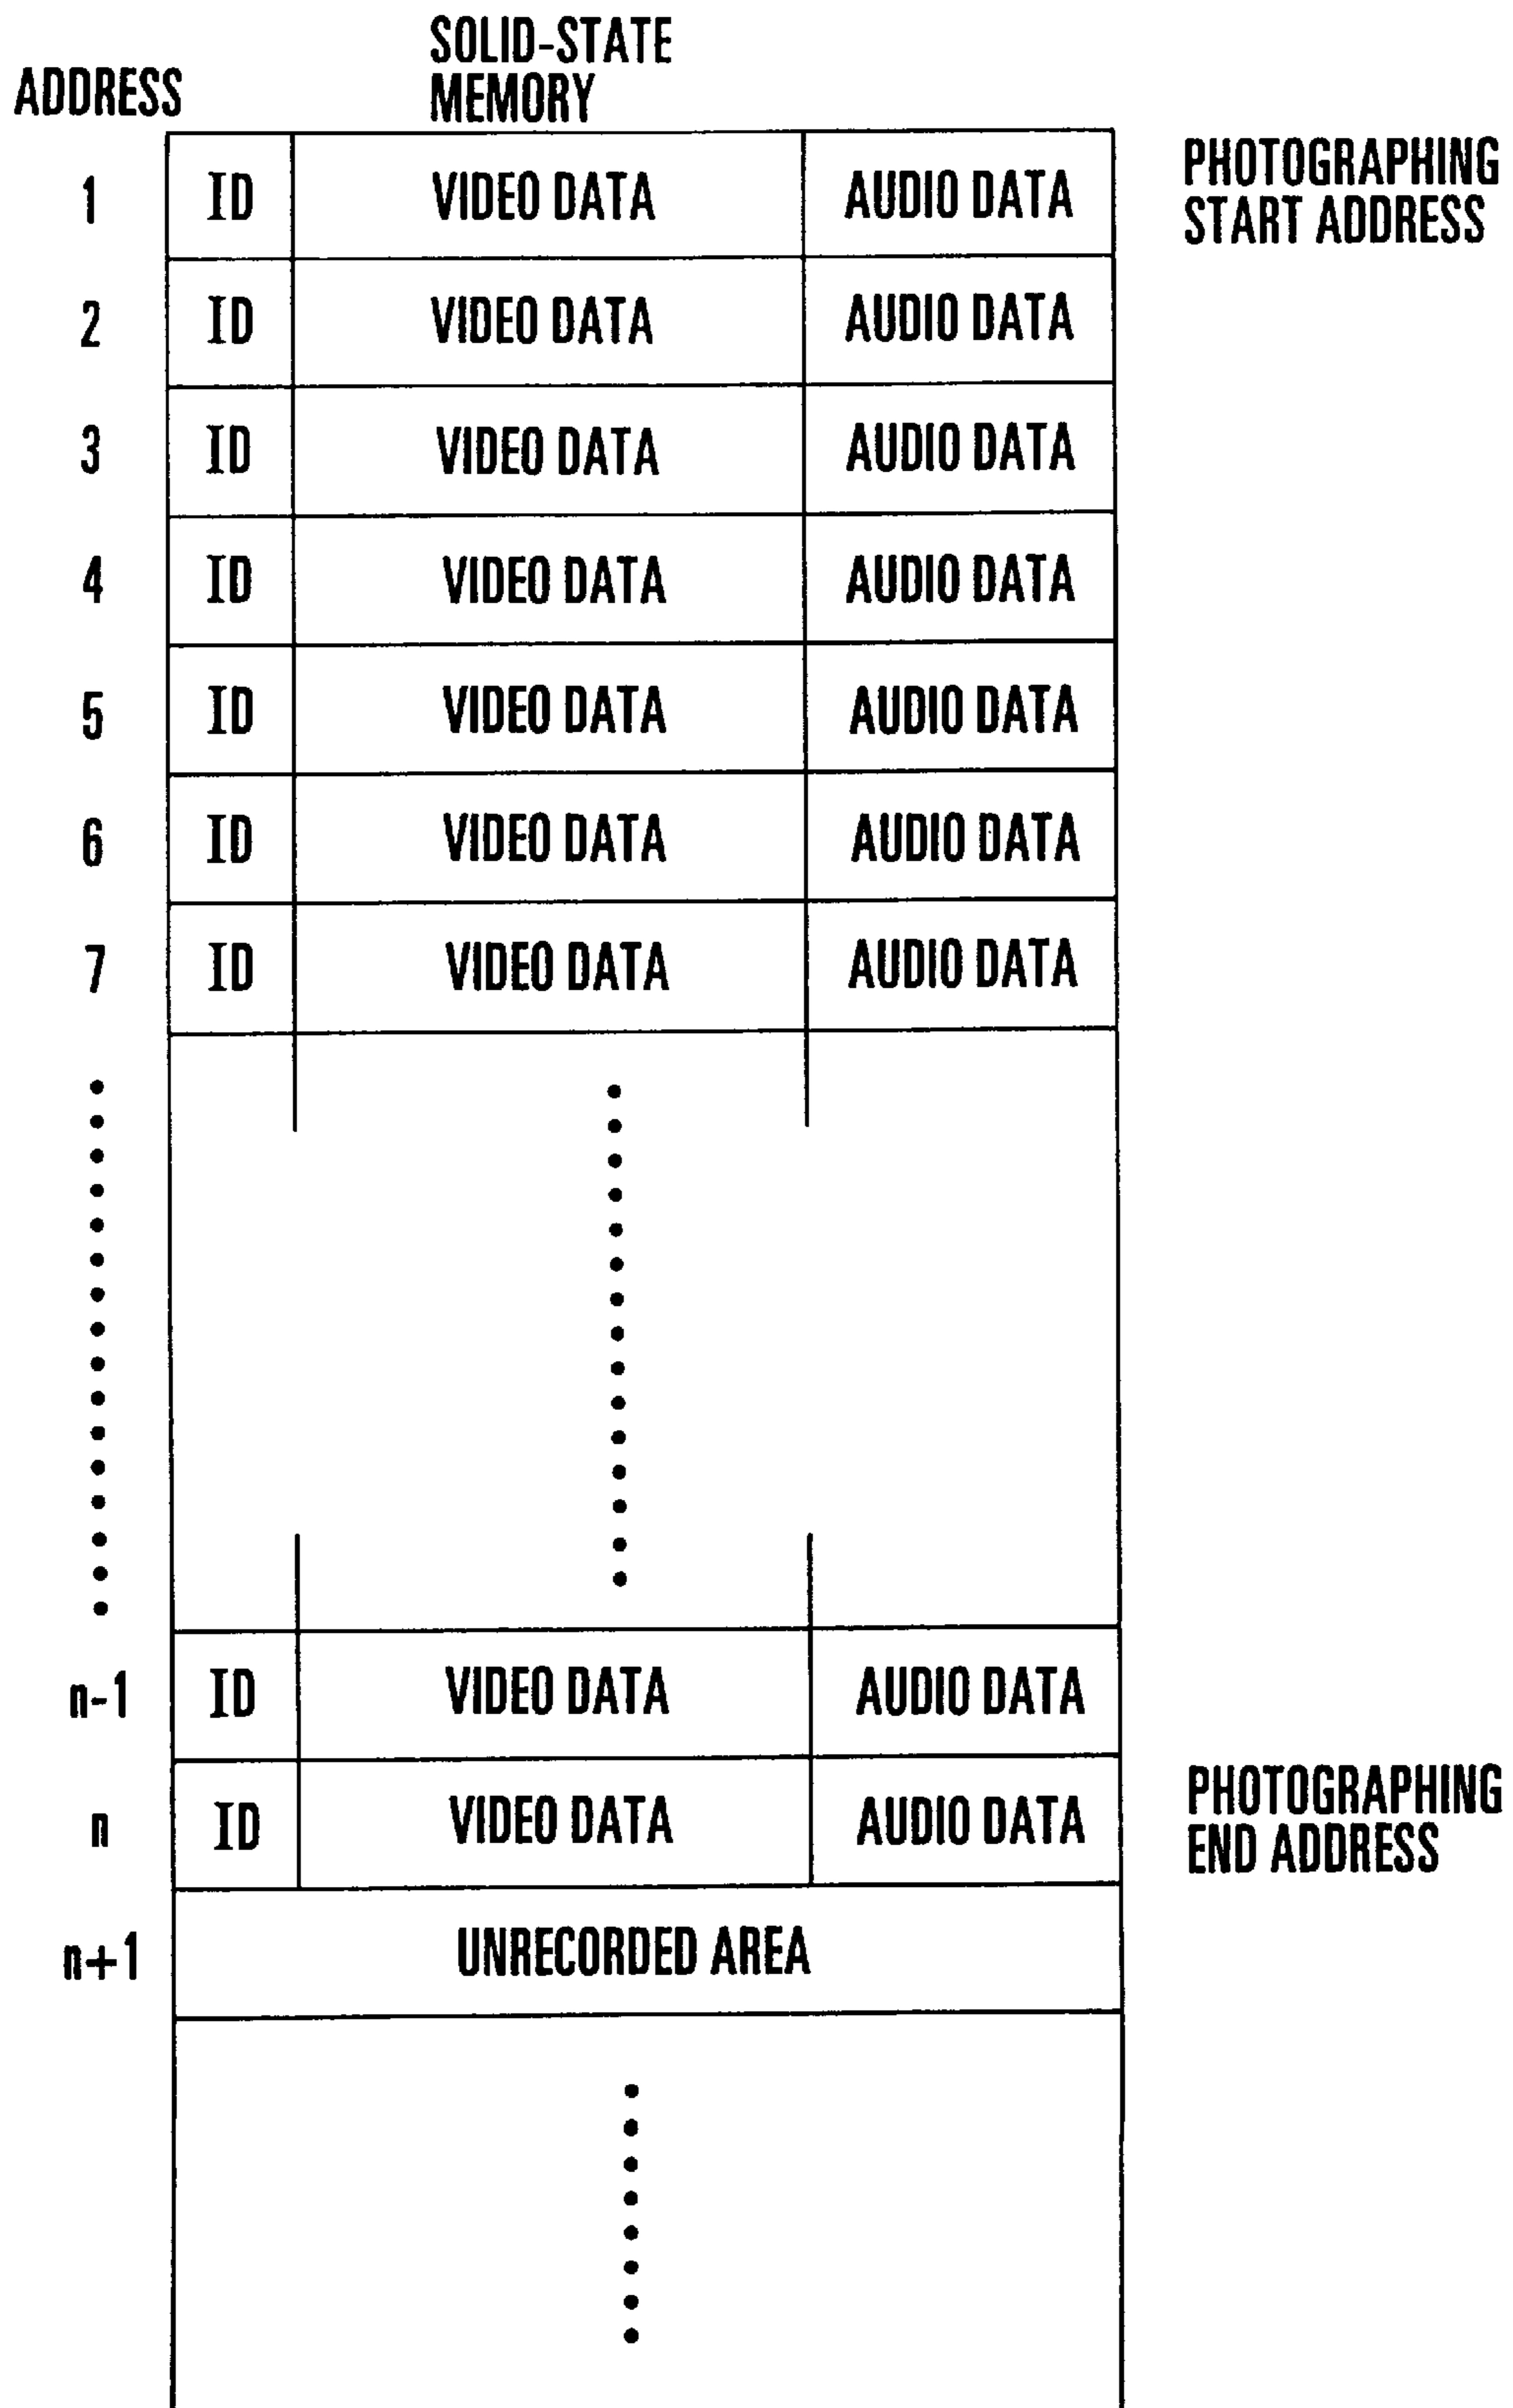 SOLID-STATE
MEMORY
ADDRESS
1 ID VIDEO DATA AUDIO DATA PHOTOGRAPHING
START ADDRESS
2 ID VIDEO DATA AUDIO DATA
3 ID VIDEO DATA AUDIO DATA
4 ID VIDEO DATA AUDIO DATA
5 ID VIDEO DATA AUDIO DATA
6 ID VIDEO DATA AUDIO DATA
7 ID VIDEO DATA AUDIO DATA
n-1 ID VIDEO DATA AUDIO DATA
n ID VIDEO DATA AUDIO DATA PHOTOGRAPHING
END ADDRESS
n+1 UNRECORDED AREA